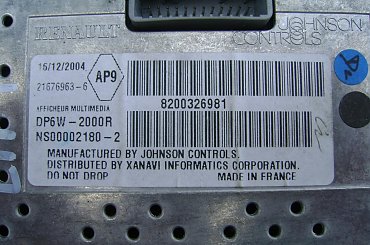 RENAULT
JOHNSON
CONTROLS
15/12/2004
AP9
21676963-6
8200326981
AFFICHEUR MULTIMEDIA
DP6W-2000R
NS00002180-2
MANUFACTURED BY JOHNSON CONTROLS.
DISTRIBUTED BY XANAVI INFORMATICS CORPORATION.
DO NOT DROP MADE IN FRANCE